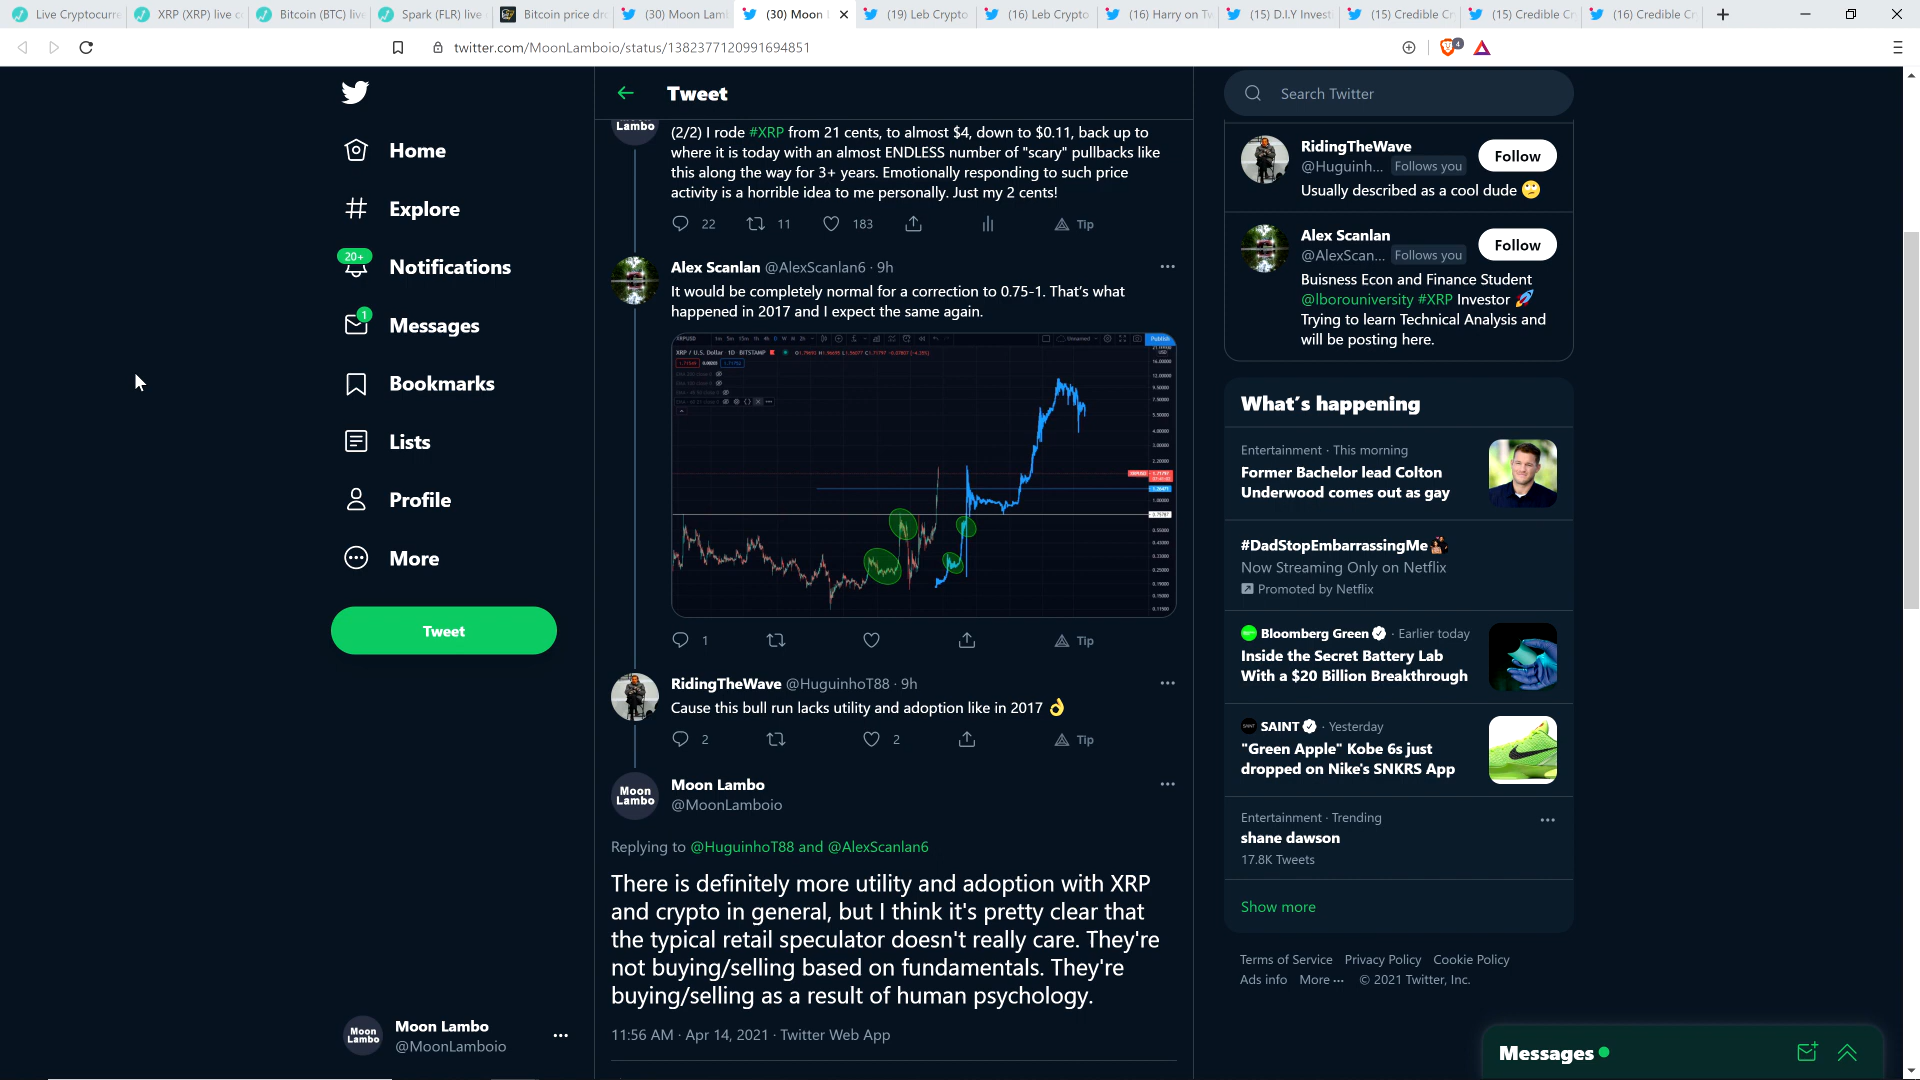 Live Cryptocurr
XRP (XRP) live c
Bitcoin (BTC) live
Spark (FLR) live
Bitcoin price dr
(30) Moon Lam
(30) Moon
(19) Leb Crypto
(16) Leb Crypto
(16) Harry on Tw
(15) D.I.Y Invest
(15) Credible Cr
(15) Credible Cr
(16) Credible Cr
twitter.com/MoonLamboio/status/1382377120991694851
4
Home
Explore
20+
Notifications
1
Messages
Bookmarks
Lists
Profile
More
Tweet
Moon
Lambo
Moon Lambo
@MoonLamboio
Tweet
Lambo
(2/2) I rode #XRP from 21 cents, to almost $4, down to $0.11, back up to
where it is today with an almost ENDLESS number of "scary" pullbacks like
this along the way for 3+ years. Emotionally responding to such price
activity is a horrible idea to me personally. Just my 2 cents!
22 11 183 Tip
Alex Scanlan @AlexScanlan6 · 9h
It would be completely normal for a correction to 0.75-1. That's what
happened in 2017 and I expect the same again.
XRPUSD
Publish
XRP / U.S. Dollar · 1D · BITSTAMP
1 Tip
RidingTheWave @HuguinhoT88 · 9h
Cause this bull run lacks utility and adoption like in 2017 👌
2 2 Tip
Moon
Lambo
Moon Lambo
@MoonLamboio
Replying to @HuguinhoT88 and @AlexScanlan6
There is definitely more utility and adoption with XRP
and crypto in general, but I think it's pretty clear that
the typical retail speculator doesn't really care. They're
not buying/selling based on fundamentals. They're
buying/selling as a result of human psychology.
11:56 AM · Apr 14, 2021 · Twitter Web App
Search Twitter
RidingTheWave
@Huguinh... Follows you
Follow
Usually described as a cool dude 🙄
Alex Scanlan
@AlexScan... Follows you
Follow
Buisness Econ and Finance Student
@lborouniversity #XRP Investor 🚀
Trying to learn Technical Analysis and
will be posting here.
What's happening
Entertainment · This morning
Former Bachelor lead Colton
Underwood comes out as gay
#DadStopEmbarrassingMe
Now Streaming Only on Netflix
Promoted by Netflix
Bloomberg Green · Earlier today
Inside the Secret Battery Lab
With a $20 Billion Breakthrough
SAINT · Yesterday
"Green Apple" Kobe 6s just
dropped on Nike's SNKRS App
Entertainment · Trending
shane dawson
17.8K Tweets
Show more
Terms of Service Privacy Policy Cookie Policy
Ads info More ··· © 2021 Twitter, Inc.
Messages